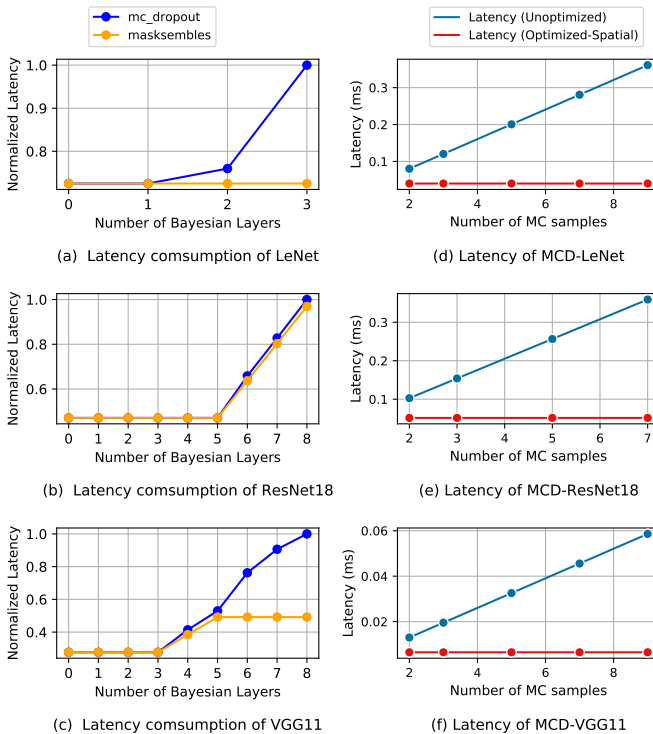 mc_dropout
masksembles
Latency (Unoptimized)
Latency (Optimized-Spatial)
Normalized Latency
1.0
0.9
0.8
0 1 2 3
Number of Bayesian Layers
(a) Latency comsumption of LeNet
Latency (ms)
0.3
0.2
0.1
2 4 6 8
Number of MC samples
(d) Latency of MCD-LeNet
Normalized Latency
1.0
0.8
0.6
0 1 2 3 4 5 6 7 8
Number of Bayesian Layers
(b) Latency comsumption of ResNet18
Latency (ms)
0.3
0.2
0.1
2 3 4 5 6 7
Number of MC samples
(e) Latency of MCD-ResNet18
Normalized Latency
1.0
0.8
0.6
0.4
0 1 2 3 4 5 6 7 8
Number of Bayesian Layers
(c) Latency comsumption of VGG11
Latency (ms)
0.06
0.04
0.02
2 4 6 8
Number of MC samples
(f) Latency of MCD-VGG11